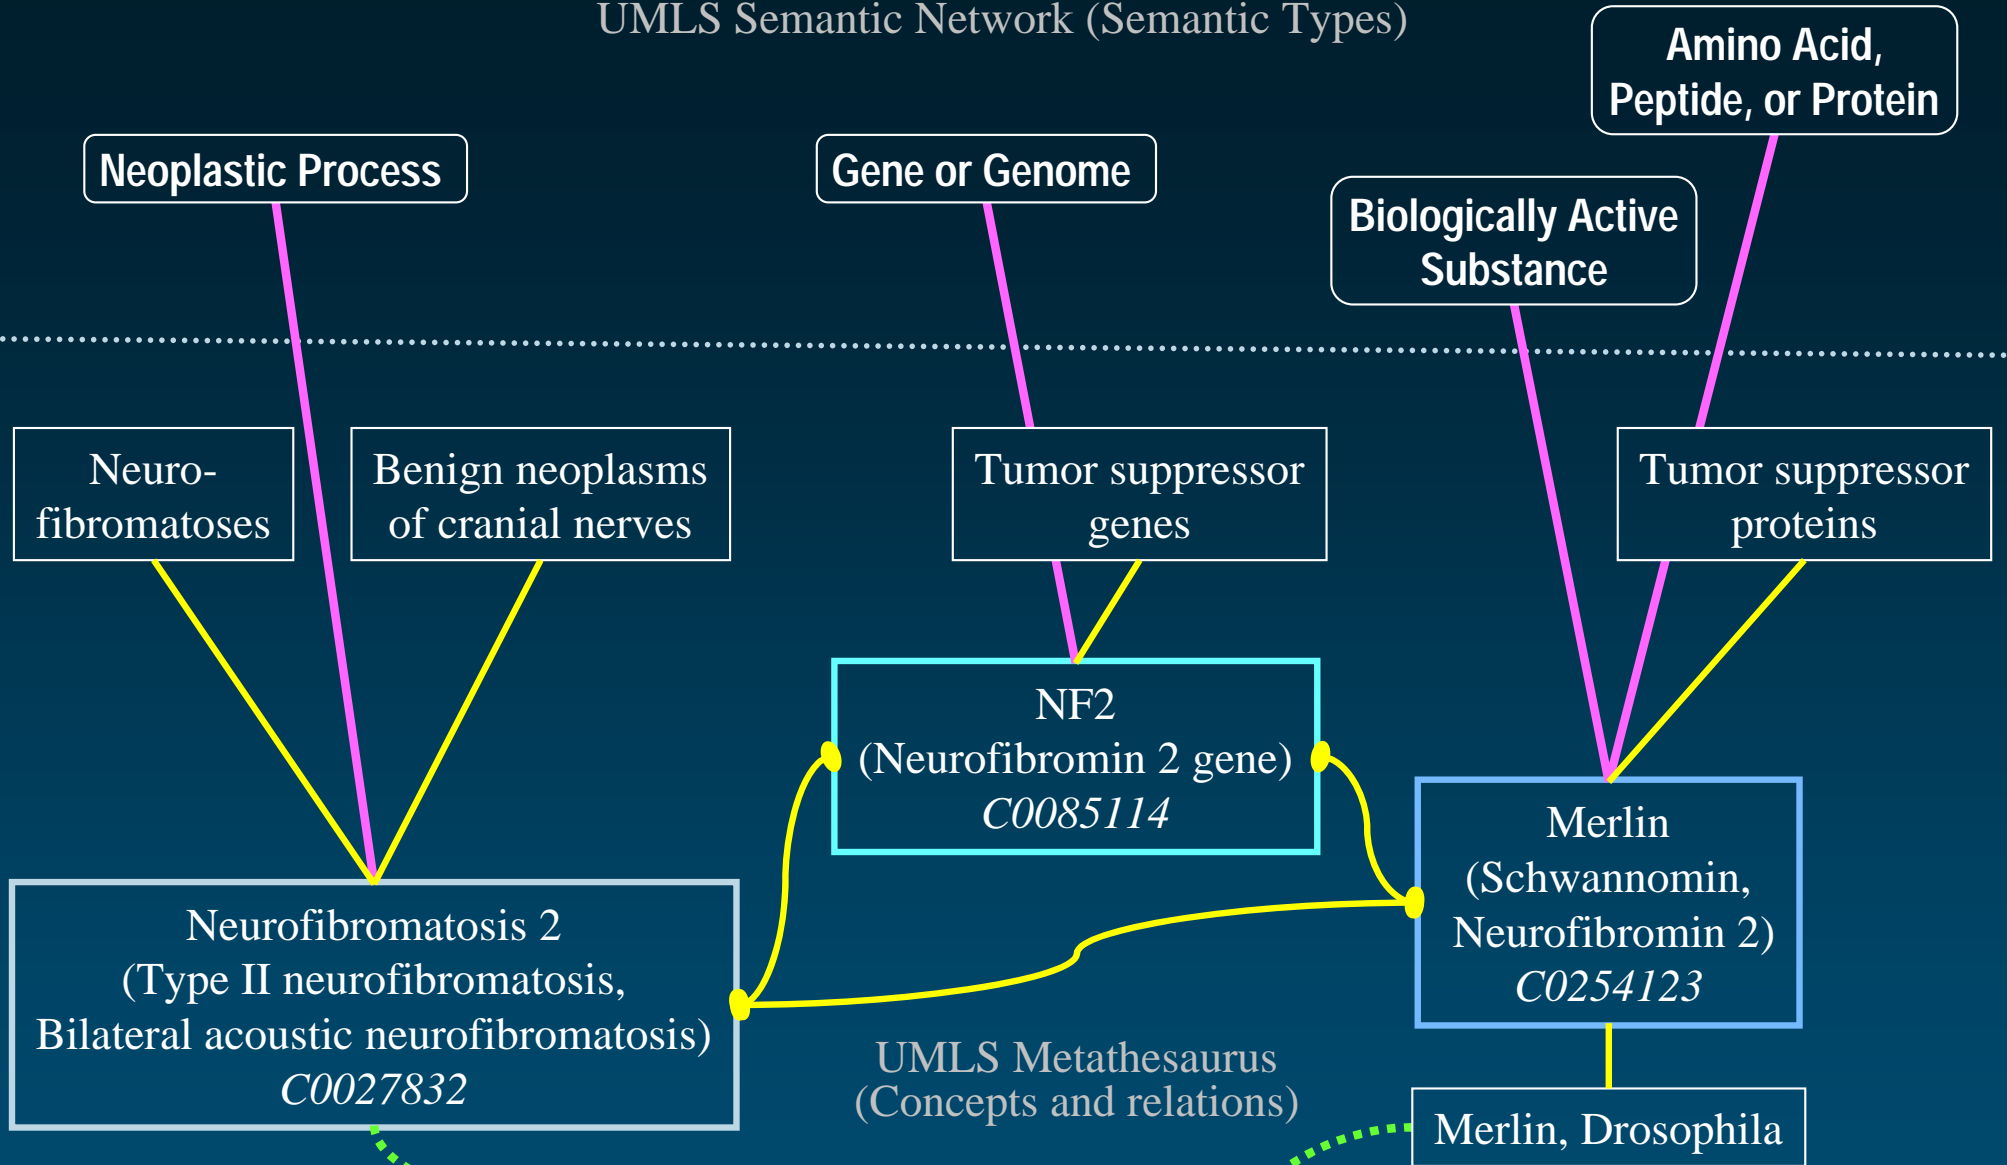 UMLS Semantic Network (Semantic Types)
Amino Acid,
Peptide, or Protein
Neoplastic Process
Gene or Genome
Biologically Active
Substance
Neuro-
fibromatoses
Benign neoplasms
of cranial nerves
Tumor suppressor
genes
Tumor suppressor
proteins
NF2
(Neurofibromin 2 gene)
C0085114
Merlin
(Schwannomin,
Neurofibromin 2)
C0254123
Neurofibromatosis 2
(Type II neurofibromatosis,
Bilateral acoustic neurofibromatosis)
C0027832
UMLS Metathesaurus
(Concepts and relations)
Merlin, Drosophila